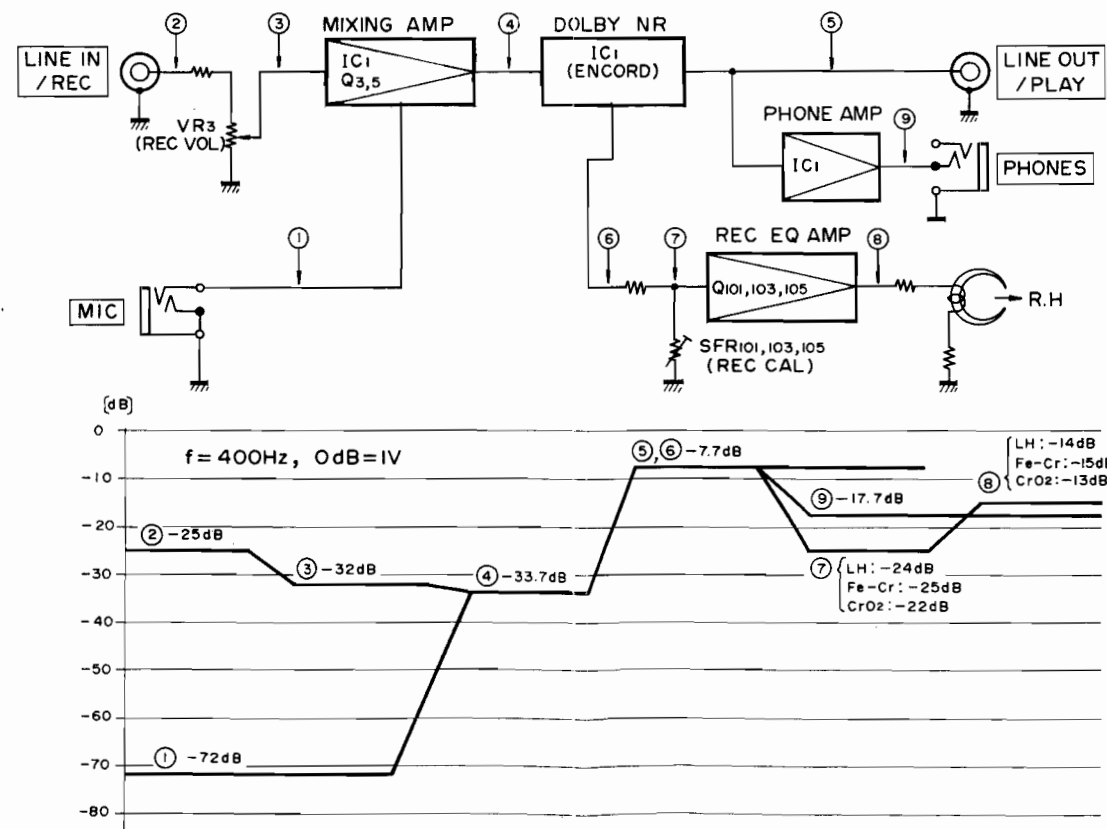 ② ③ MIXING AMP ④ DOLBY NR ⑤
LINE IN
/REC
IC1
Q3,5
IC1
(ENCORD)
LINE OUT
/PLAY
VR3
(REC VOL)
PHONE AMP ⑨
IC1
PHONES
① ⑥ ⑦ REC EQ AMP ⑧
MIC
Q101,103,105
R.H
SFR101,103,105
(REC CAL)
[dB]
0
f=400Hz, 0dB=1V
⑤,⑥ -7.7dB
⑧ LH: -14dB
Fe-Cr: -15dB
CrO2: -13dB
-10
⑨ -17.7dB
-20
② -25dB
③ -32dB
④ -33.7dB
⑦ LH: -24dB
Fe-Cr: -25dB
CrO2: -22dB
-30
-40
-50
-60
① -72dB
-70
-80